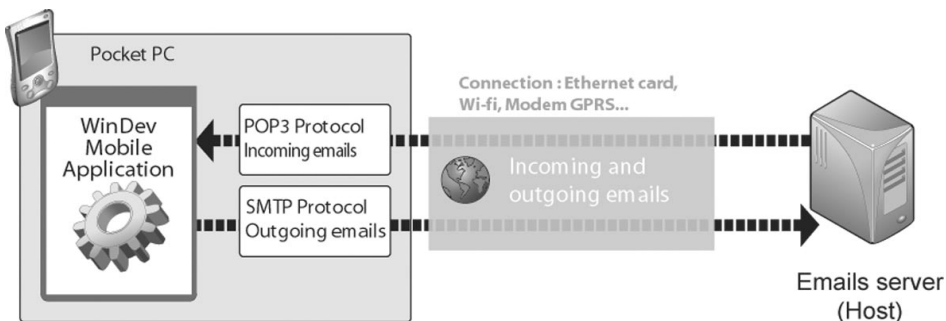 Pocket PC
WinDev
Mobile
Application
POP3 Protocol
Incoming emails
SMTP Protocol
Outgoing emails
Connection : Ethernet card,
Wi-fi, Modem GPRS...
Incoming and
outgoing emails
Emails server
(Host)